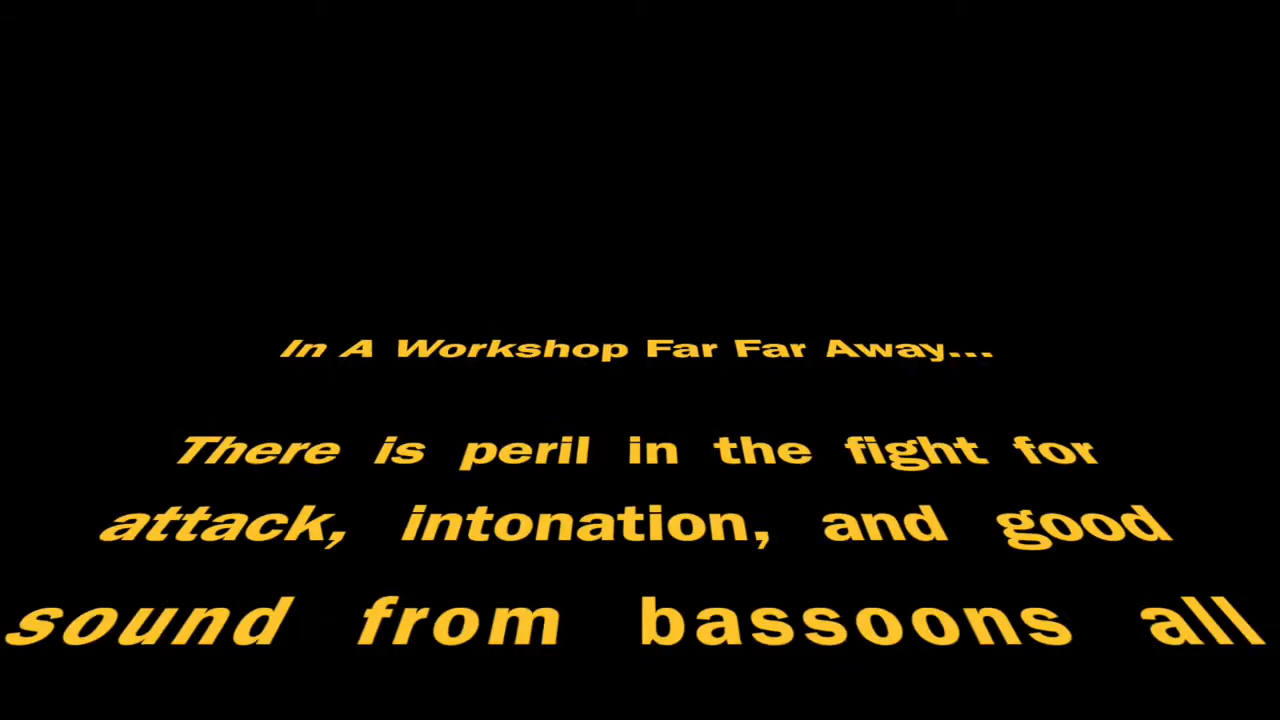 In A Workshop Far Far Away...
There is peril in the fight for
attack, intonation, and good
sound from bassoons all